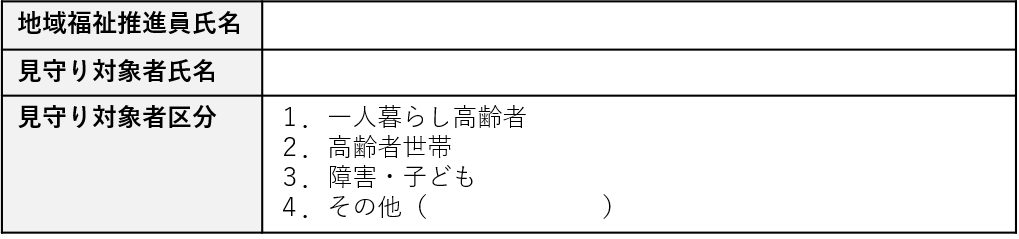 地域福祉推進員氏名
見守り対象者氏名
見守り対象者区分
１．一人暮らし高齢者
２．高齢者世帯
３．障害・子ども
４．その他（　　　　　　　）